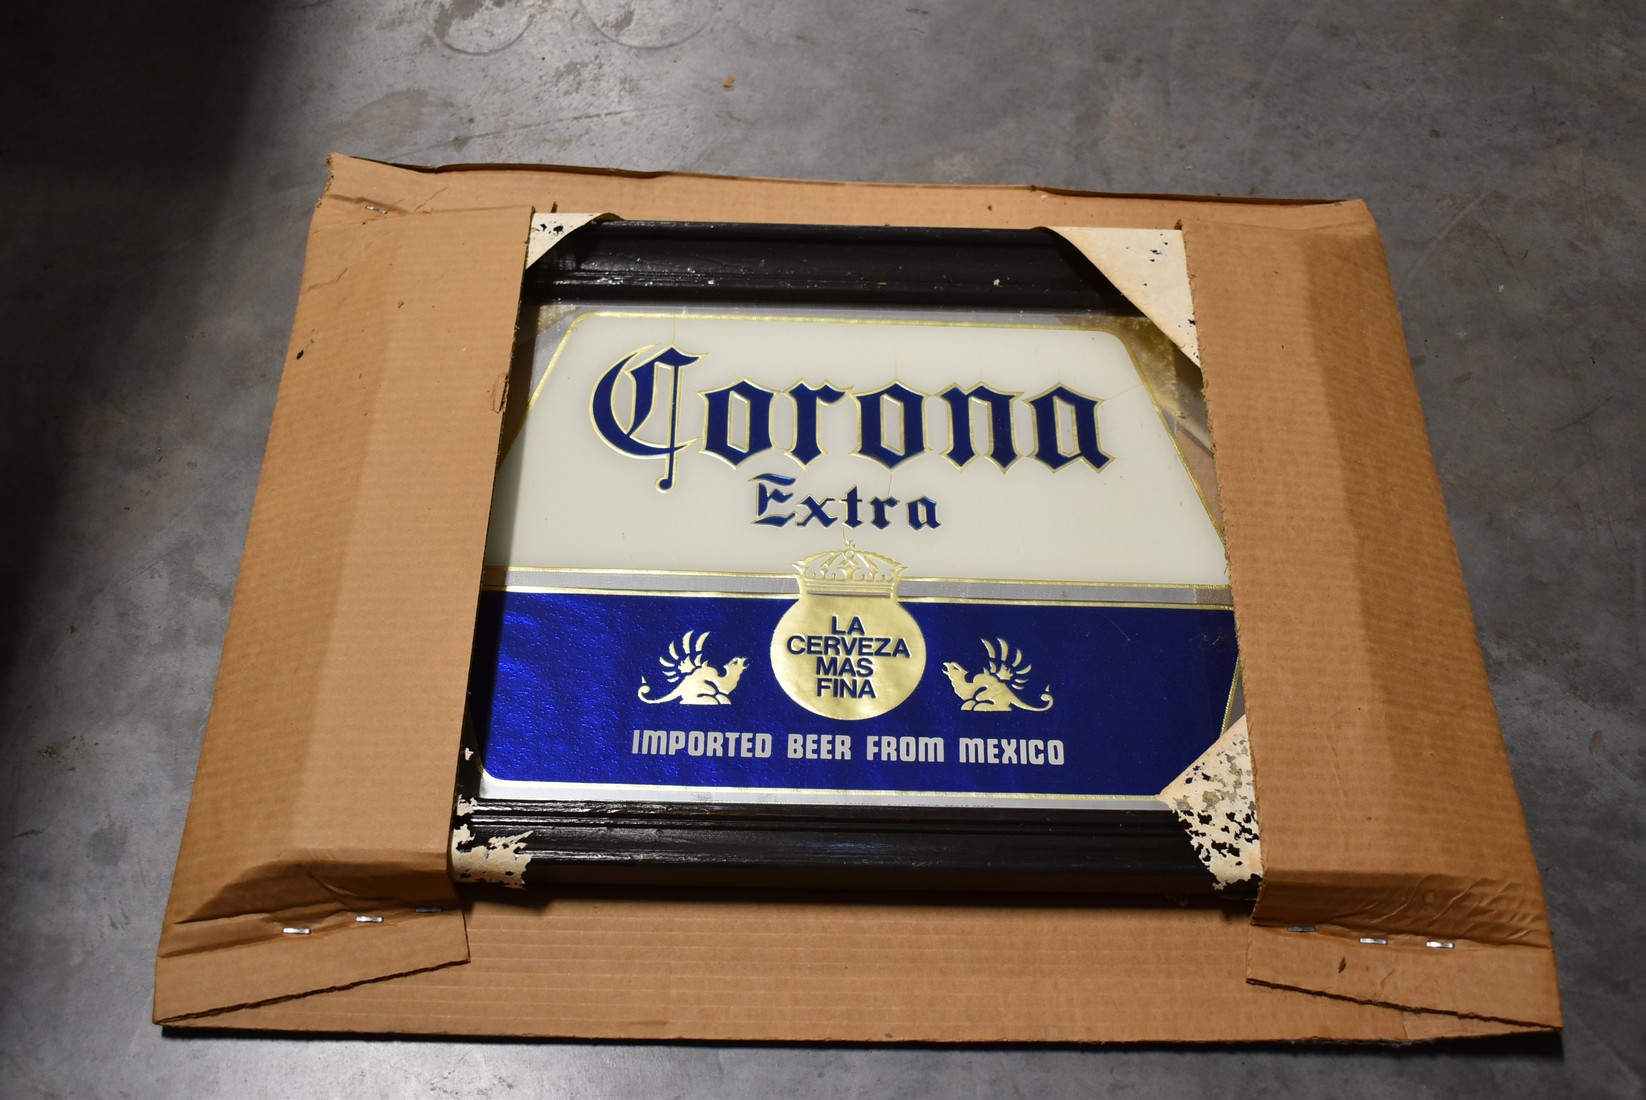 Corona
Extra
LA
CERVEZA
MAS
FINA
IMPORTED BEER FROM MEXICO